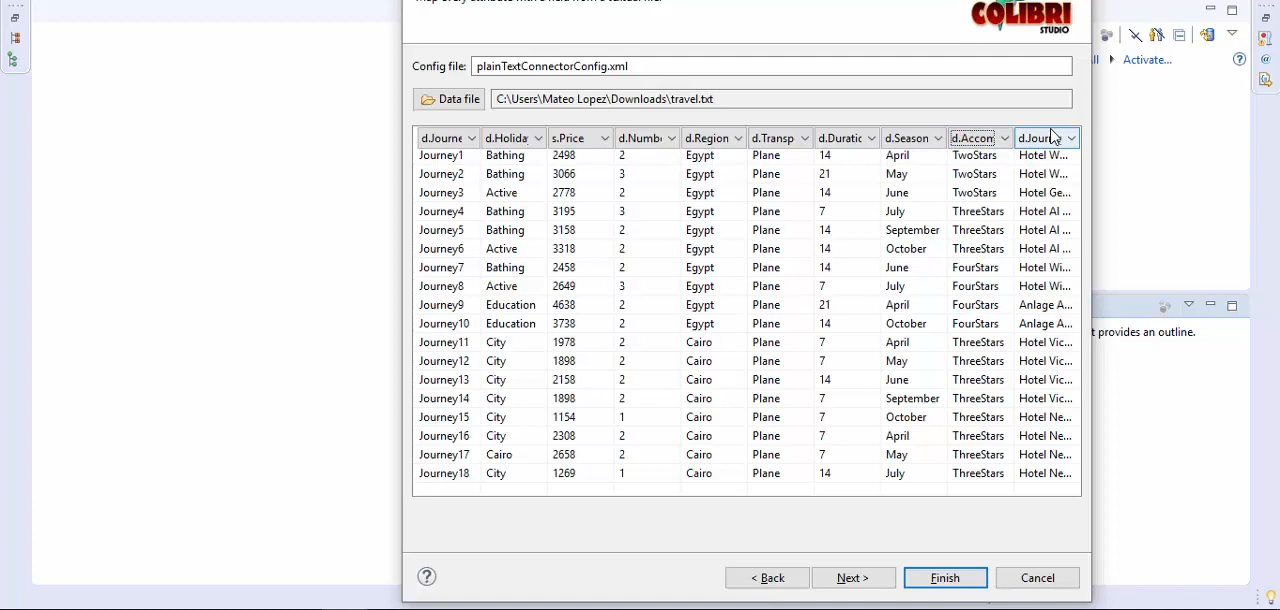 COLIBRI
STUDIO
Activate...
Config file: plainTextConnectorConfig.xml
Data file C:\Users\Mateo Lopez\Downloads\travel.txt
d.Journe d.Holiday s.Price d.Numb d.Region d.Transp d.Duratic d.Season d.Accom d.Jour
Journey1 Bathing 2498 2 Egypt Plane 14 April TwoStars Hotel W...
Journey2 Bathing 3066 3 Egypt Plane 21 May TwoStars Hotel W...
Journey3 Active 2778 2 Egypt Plane 14 June TwoStars Hotel Ge...
Journey4 Bathing 3195 3 Egypt Plane 7 July ThreeStars Hotel Al ...
Journey5 Bathing 3158 2 Egypt Plane 14 September ThreeStars Hotel Al ...
Journey6 Active 3318 2 Egypt Plane 14 October ThreeStars Hotel Al ...
Journey7 Bathing 2458 2 Egypt Plane 14 June FourStars Hotel Wi...
Journey8 Active 2649 3 Egypt Plane 7 July FourStars Hotel Wi...
Journey9 Education 4638 2 Egypt Plane 21 April FourStars Anlage A...
Journey10 Education 3738 2 Egypt Plane 14 October FourStars Anlage A...
t provides an outline.
Journey11 City 1978 2 Cairo Plane 7 April ThreeStars Hotel Vic...
Journey12 City 1898 2 Cairo Plane 7 May ThreeStars Hotel Vic...
Journey13 City 2158 2 Cairo Plane 14 June ThreeStars Hotel Vic...
Journey14 City 1898 2 Cairo Plane 7 September ThreeStars Hotel Vic...
Journey15 City 1154 1 Cairo Plane 7 October ThreeStars Hotel Ne...
Journey16 City 2308 2 Cairo Plane 7 April ThreeStars Hotel Ne...
Journey17 Cairo 2658 2 Cairo Plane 7 May ThreeStars Hotel Ne...
Journey18 City 1269 1 Cairo Plane 14 July ThreeStars Hotel Ne...
< Back Next > Finish Cancel